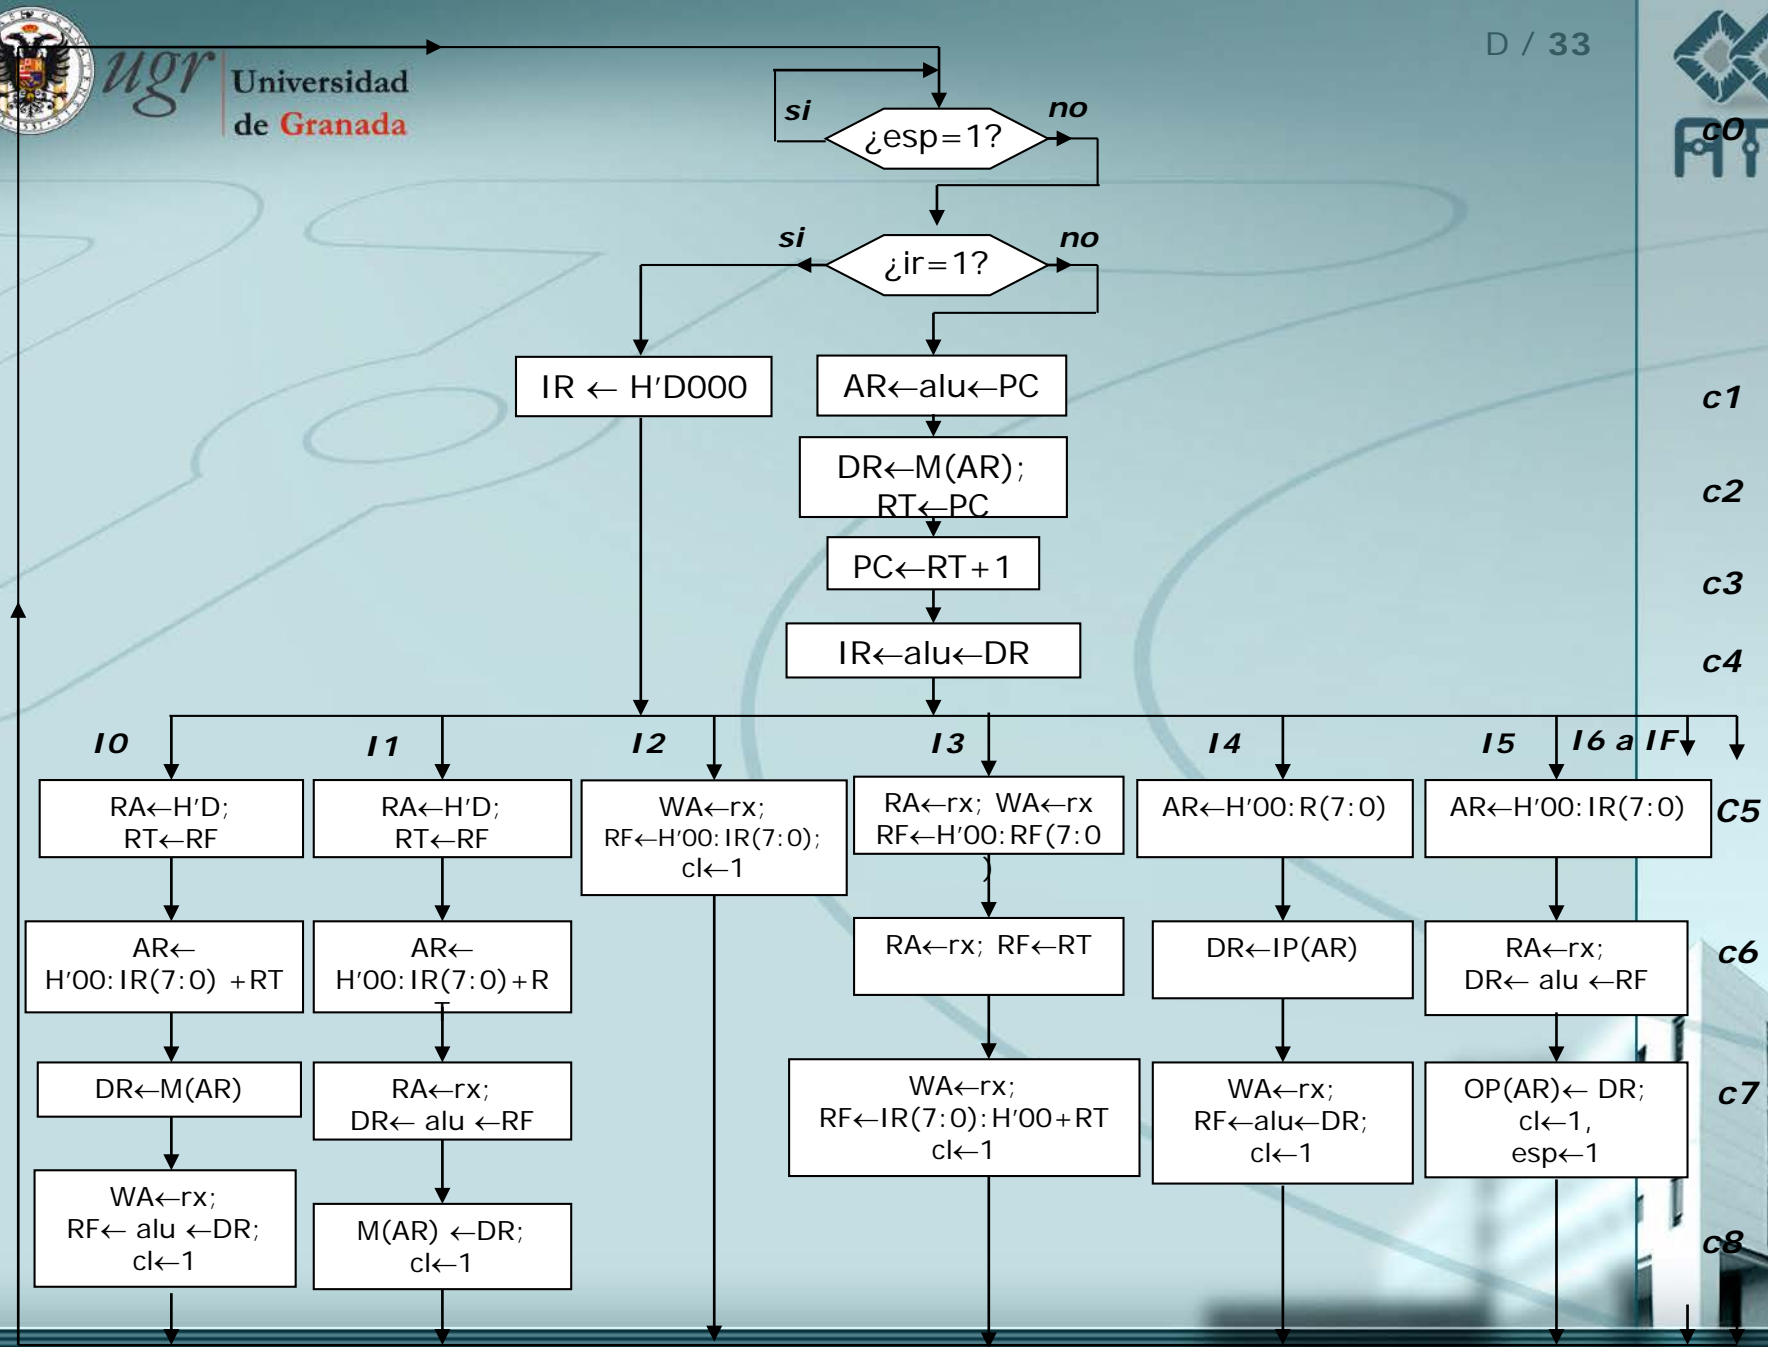 D / 33
ugr
Universidad
de Granada
si
no
¿esp=1?
c0
si
no
¿ir=1?
IR ← H'D000
AR←alu←PC
c1
DR←M(AR);
RT←PC
c2
PC←RT+1
c3
IR←alu←DR
c4
I0
I1
I2
I3
I4
I5
I6 a IF
RA←H'D;
RT←RF
RA←H'D;
RT←RF
WA←rx;
RF←H'00:IR(7:0);
cl←1
RA←rx; WA←rx
RF←H'00:RF(7:0
)
AR←H'00:R(7:0)
AR←H'00:IR(7:0)
C5
AR←
H'00:IR(7:0) +RT
AR←
H'00:IR(7:0)+R
T
RA←rx; RF←RT
DR←IP(AR)
RA←rx;
DR← alu ←RF
c6
DR←M(AR)
RA←rx;
DR← alu ←RF
WA←rx;
RF←IR(7:0):H'00+RT
cl←1
WA←rx;
RF←alu←DR;
cl←1
OP(AR)← DR;
cl←1,
esp←1
c7
WA←rx;
RF← alu ←DR;
cl←1
M(AR) ←DR;
cl←1
c8